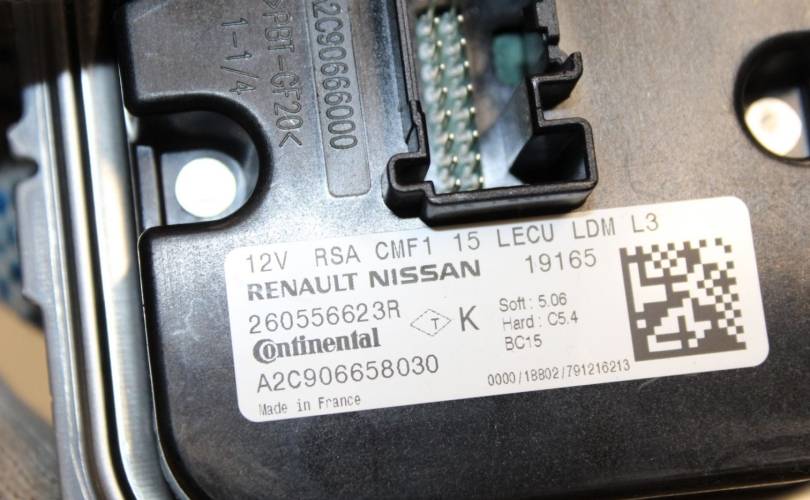 2C90666000
>PBT-GF20<
1-1/4
12V RSA CMF1 15 LECU LDM L3
RENAULT NISSAN 19165
260556623R
T K
Soft : 5.06
Hard : C5.4
BC15
Continental
A2C906658030
0000/18802/791216213
Made in France